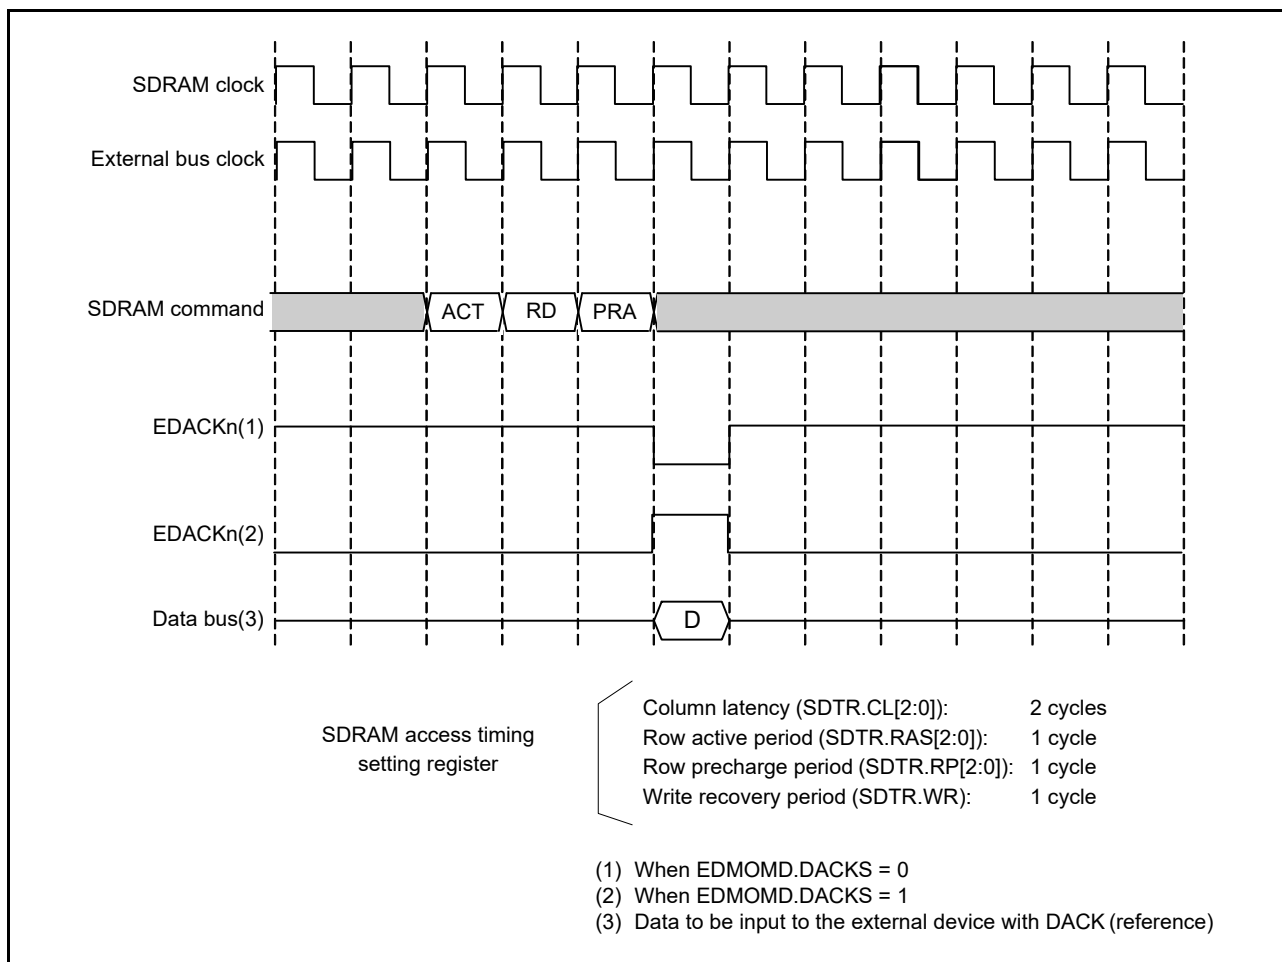 SDRAM clock
External bus clock
SDRAM command
ACT RD PRA
EDACKn(1)
EDACKn(2)
Data bus(3)
D
SDRAM access timing
setting register
Column latency (SDTR.CL[2:0]): 2 cycles
Row active period (SDTR.RAS[2:0]): 1 cycle
Row precharge period (SDTR.RP[2:0]): 1 cycle
Write recovery period (SDTR.WR): 1 cycle
(1) When EDMOMD.DACKS = 0
(2) When EDMOMD.DACKS = 1
(3) Data to be input to the external device with DACK (reference)